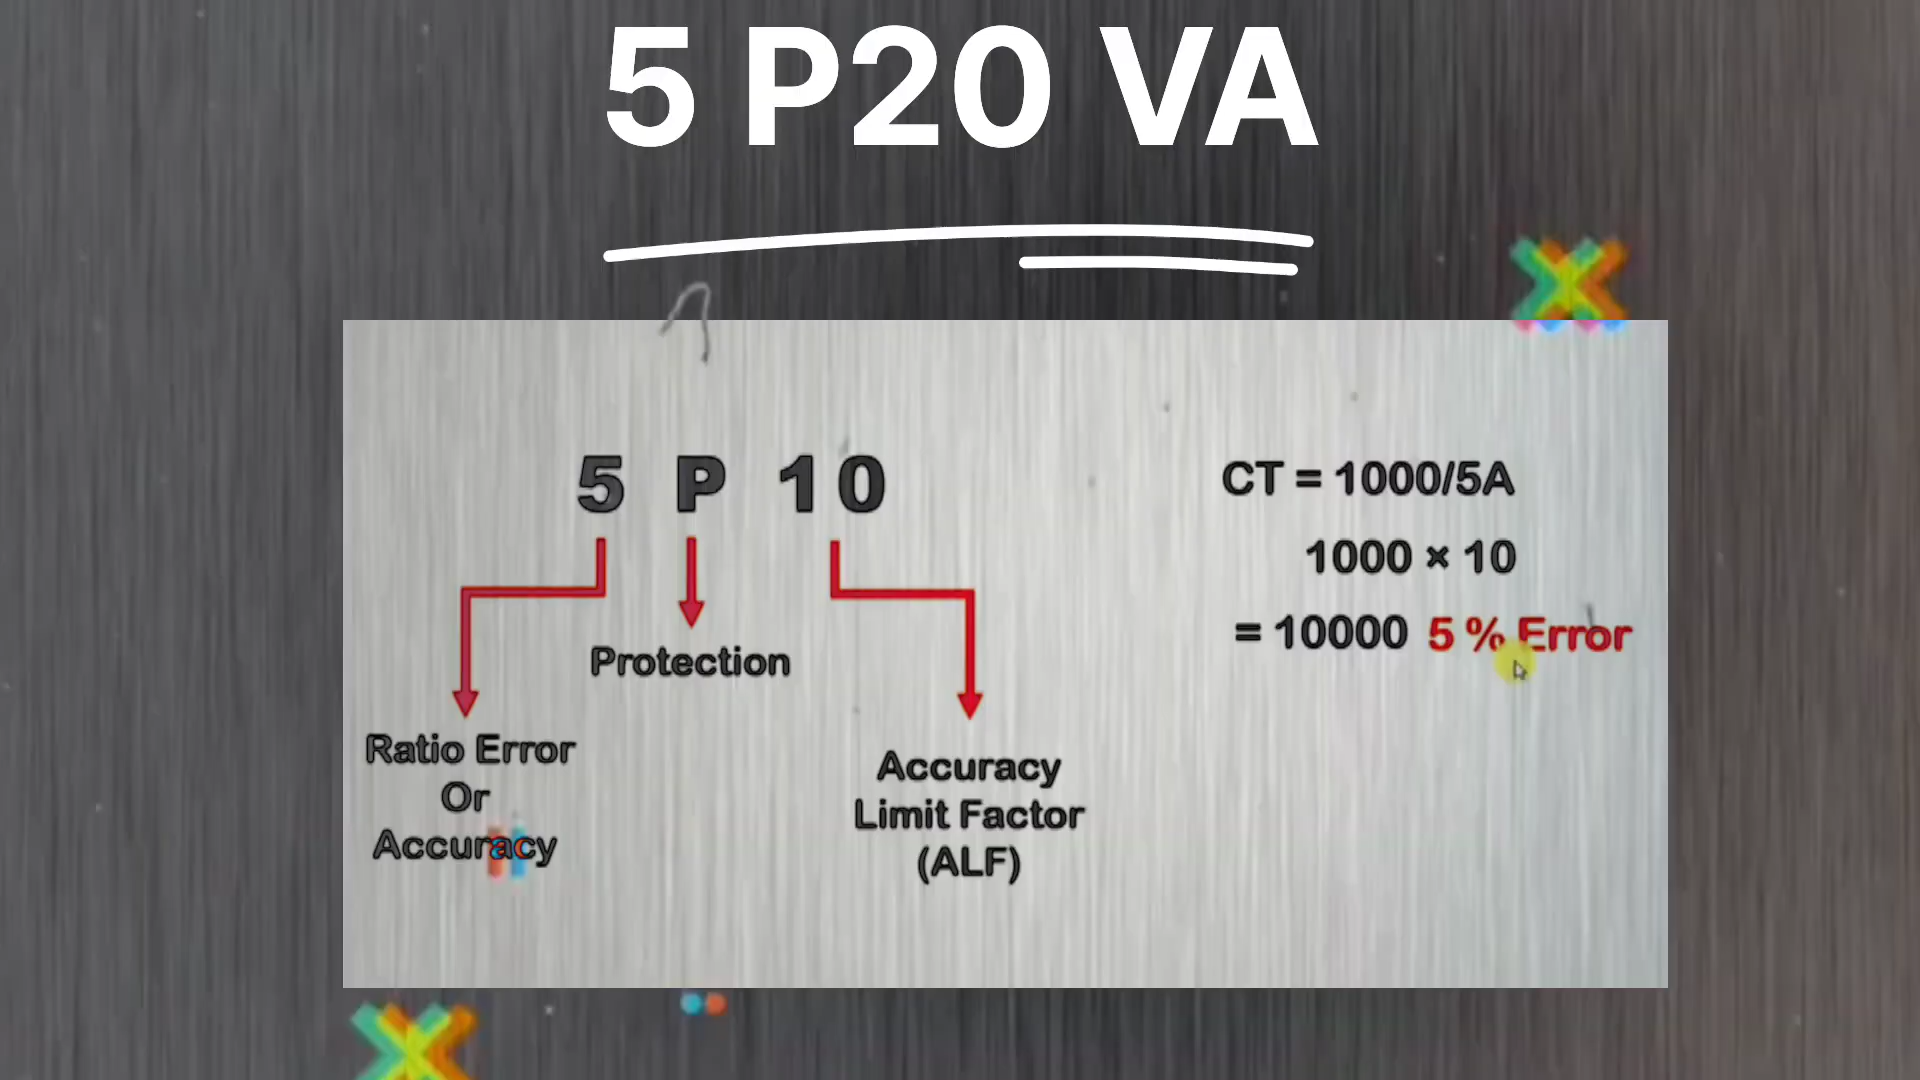 5 P20 VA
5 P 10
CT = 1000/5A
1000 × 10
= 10000 5 % Error
Protection
Ratio Error
Or
Accuracy
Accuracy
Limit Factor
(ALF)